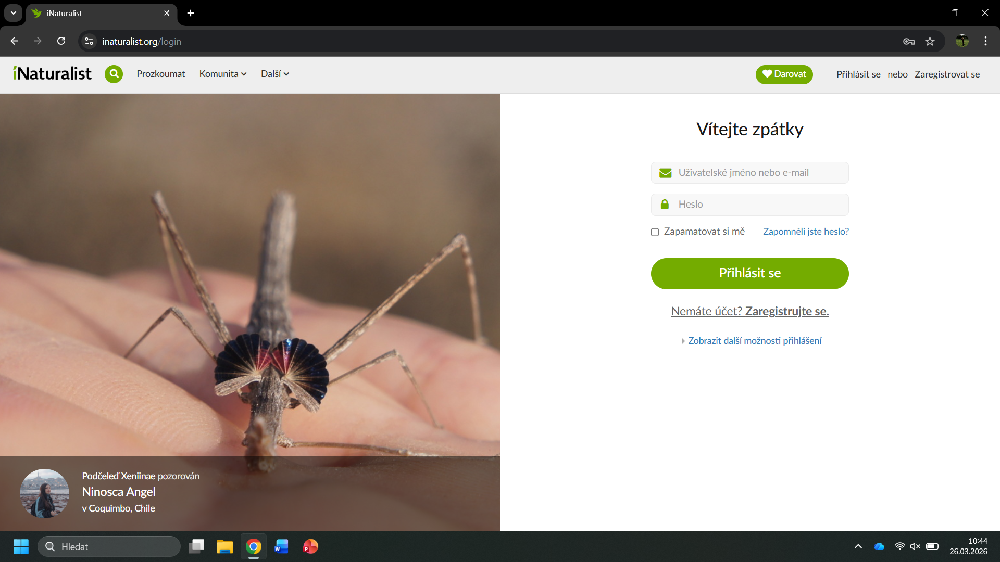 iNaturalist
inaturalist.org/login
iNaturalist Prozkoumat Komunita Další Darovat Přihlásit se nebo Zaregistrovat se
Vítejte zpátky
Uživatelské jméno nebo e-mail
Heslo
Zapamatovat si mě Zapomněli jste heslo?
Přihlásit se
Nemáte účet? Zaregistrujte se.
Zobrazit další možnosti přihlášení
Podčeleď Xeniinae pozorován
Ninosca Angel
v Coquimbo, Chile
Hledat
10:44
26.03.2026